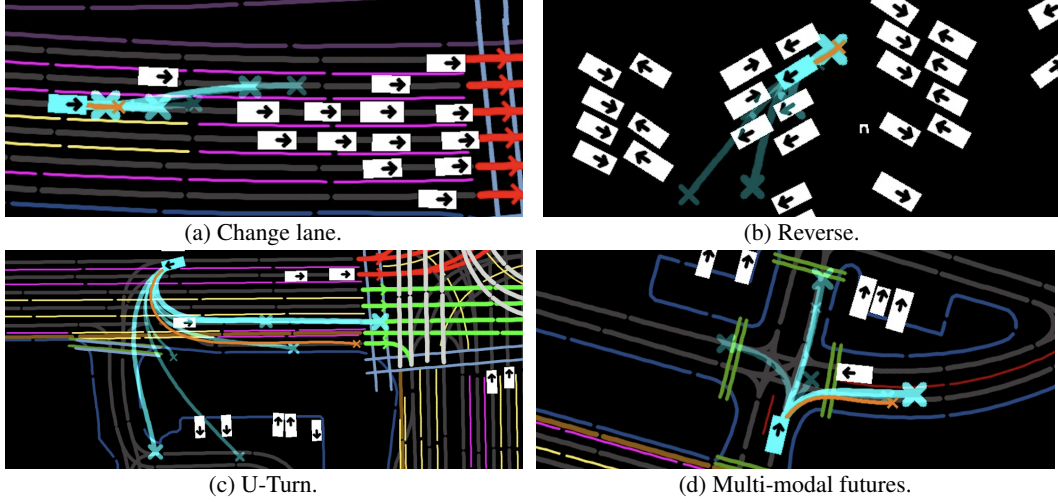 (a) Change lane.
(b) Reverse.
(c) U-Turn.
(d) Multi-modal futures.